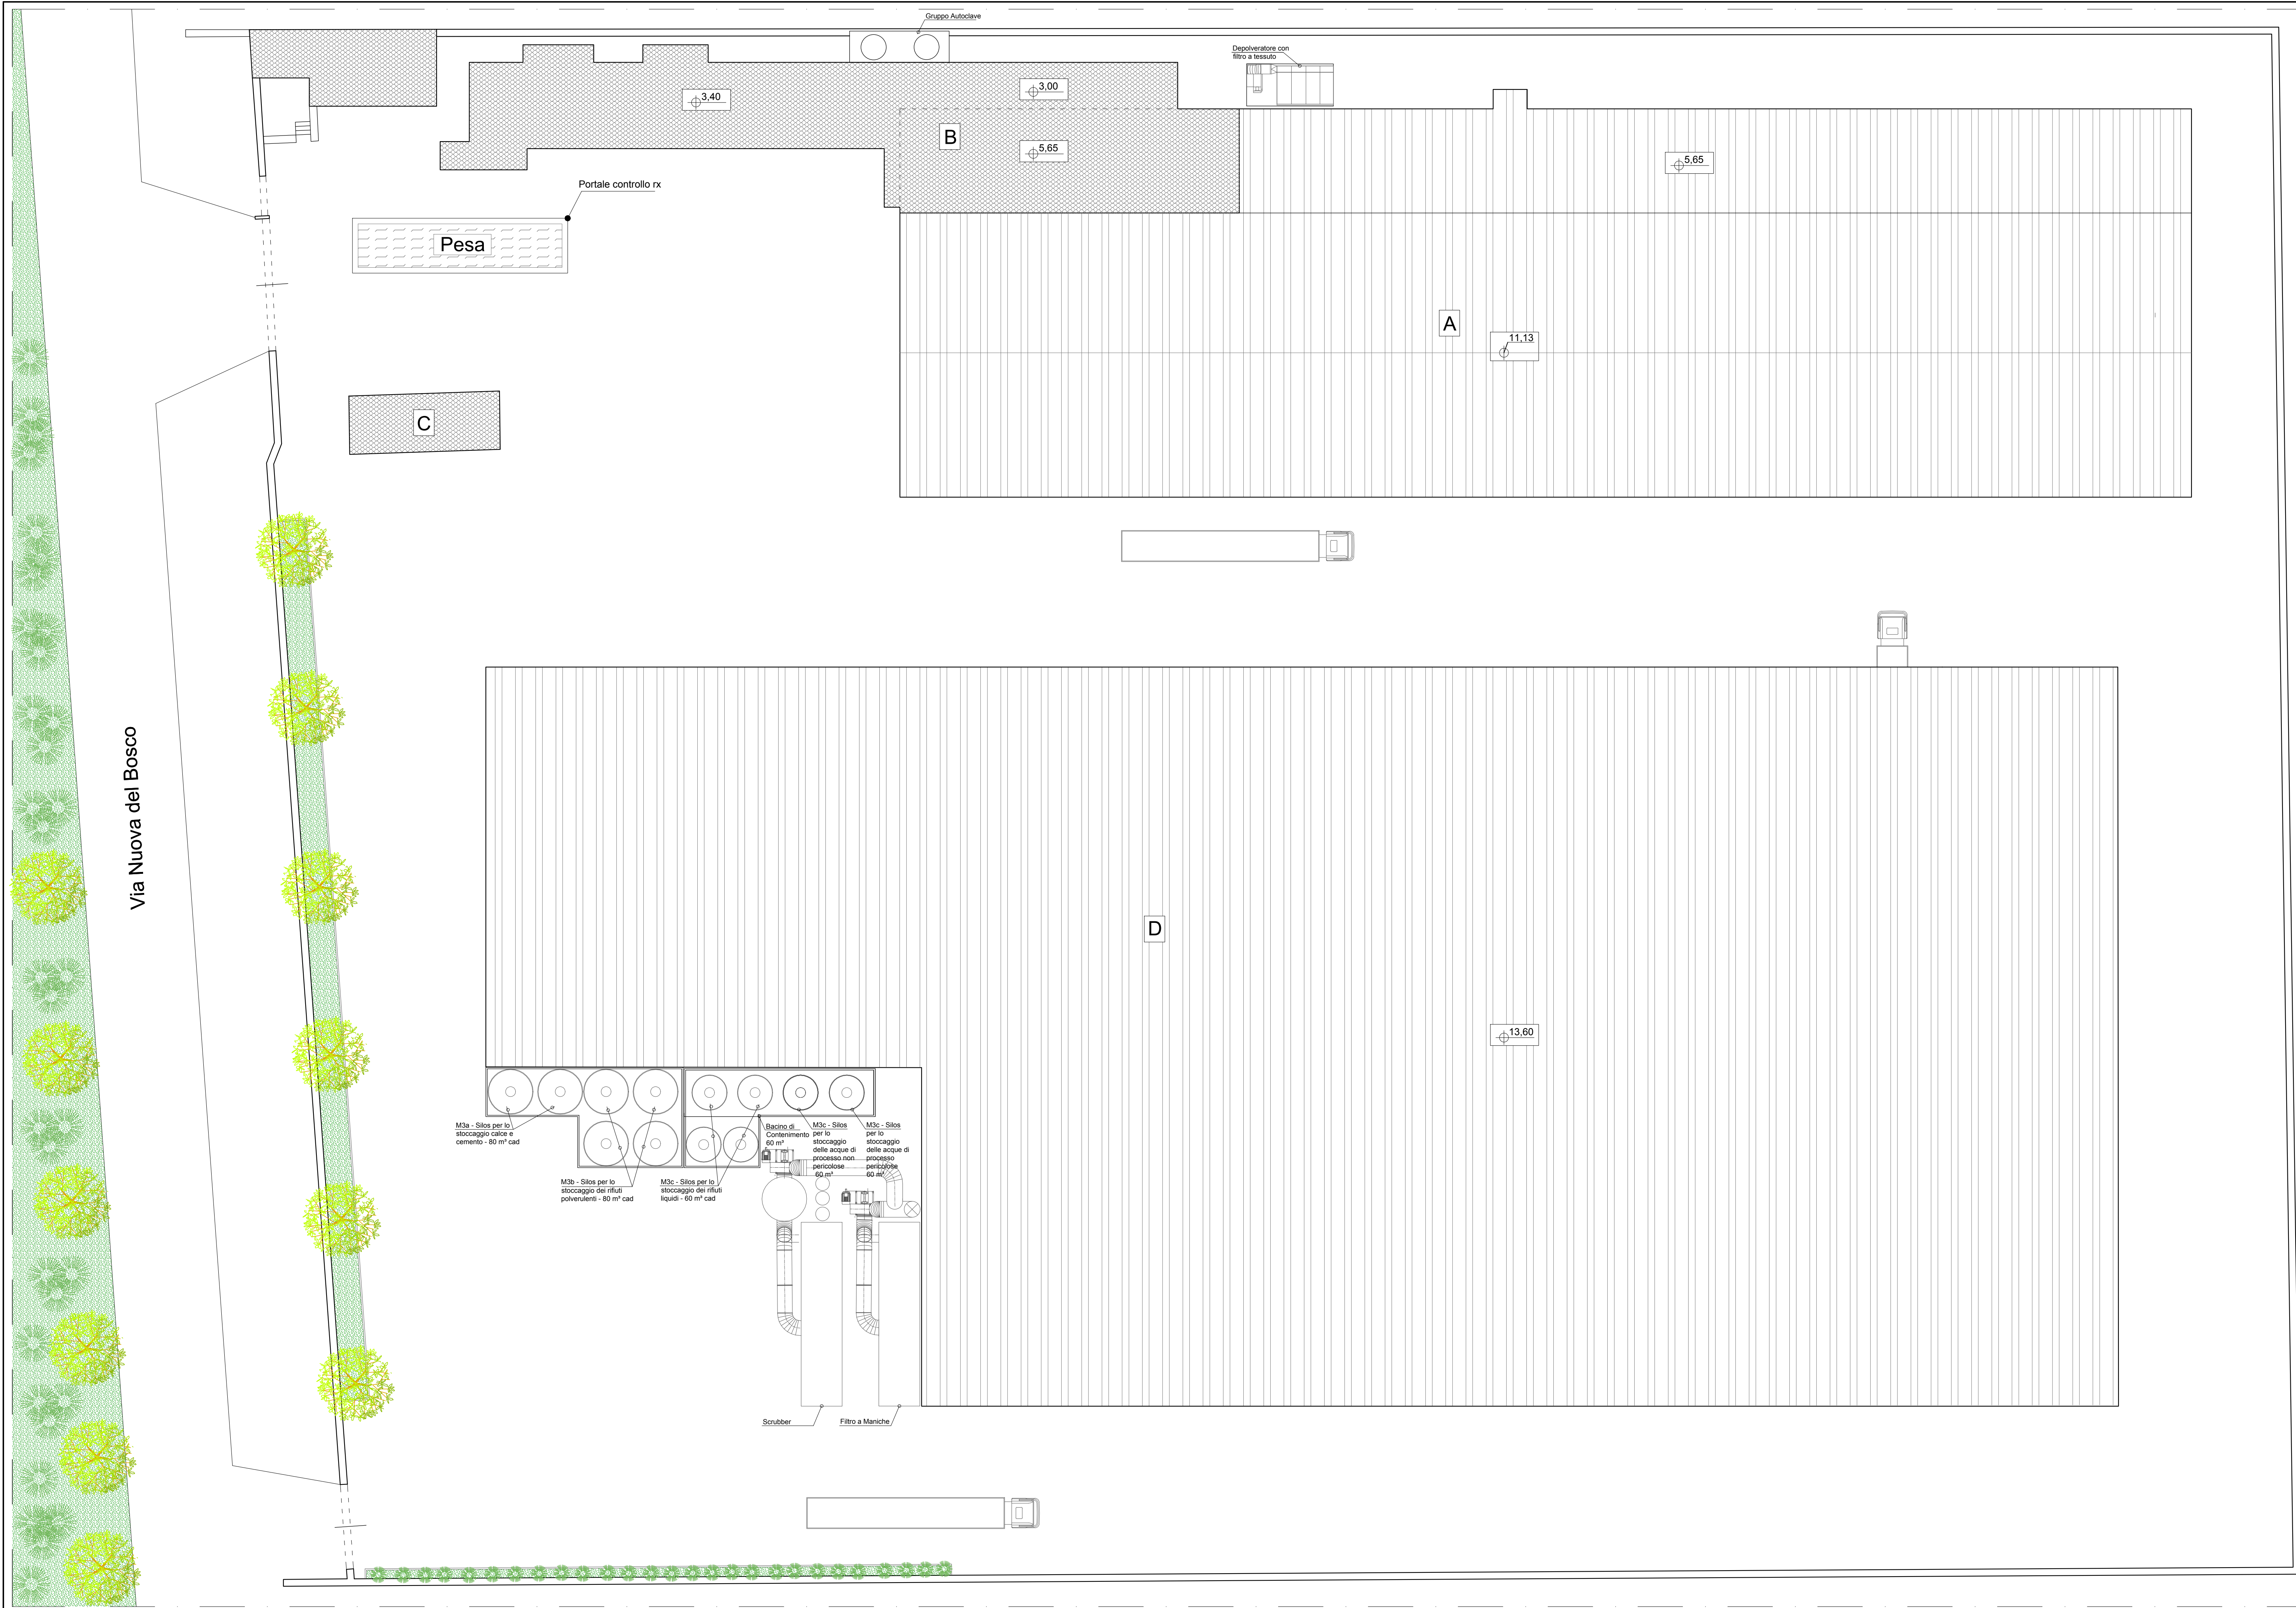 Gruppo Autoclave
Depolveratore con
filtro a tessuto
3,40
3,00
B
5,65
5,65
Portale controllo rx
Pesa
A
11,13
C
Via Nuova del Bosco
D
13,60
M3a - Silos per lo
stoccaggio calce e
cemento - 80 m³ cad
Bacino di
Contenimento
60 m³
M3c - Silos
per lo
stoccaggio
delle acque di
processo non
pericolose
60 m³
M3c - Silos
per lo
stoccaggio
delle acque di
processo
pericolose
60 m³
M3b - Silos per lo
stoccaggio dei rifiuti
polverulenti - 80 m³ cad
M3c - Silos per lo
stoccaggio dei rifiuti
liquidi - 60 m³ cad
Scrubber
Filtro a Maniche